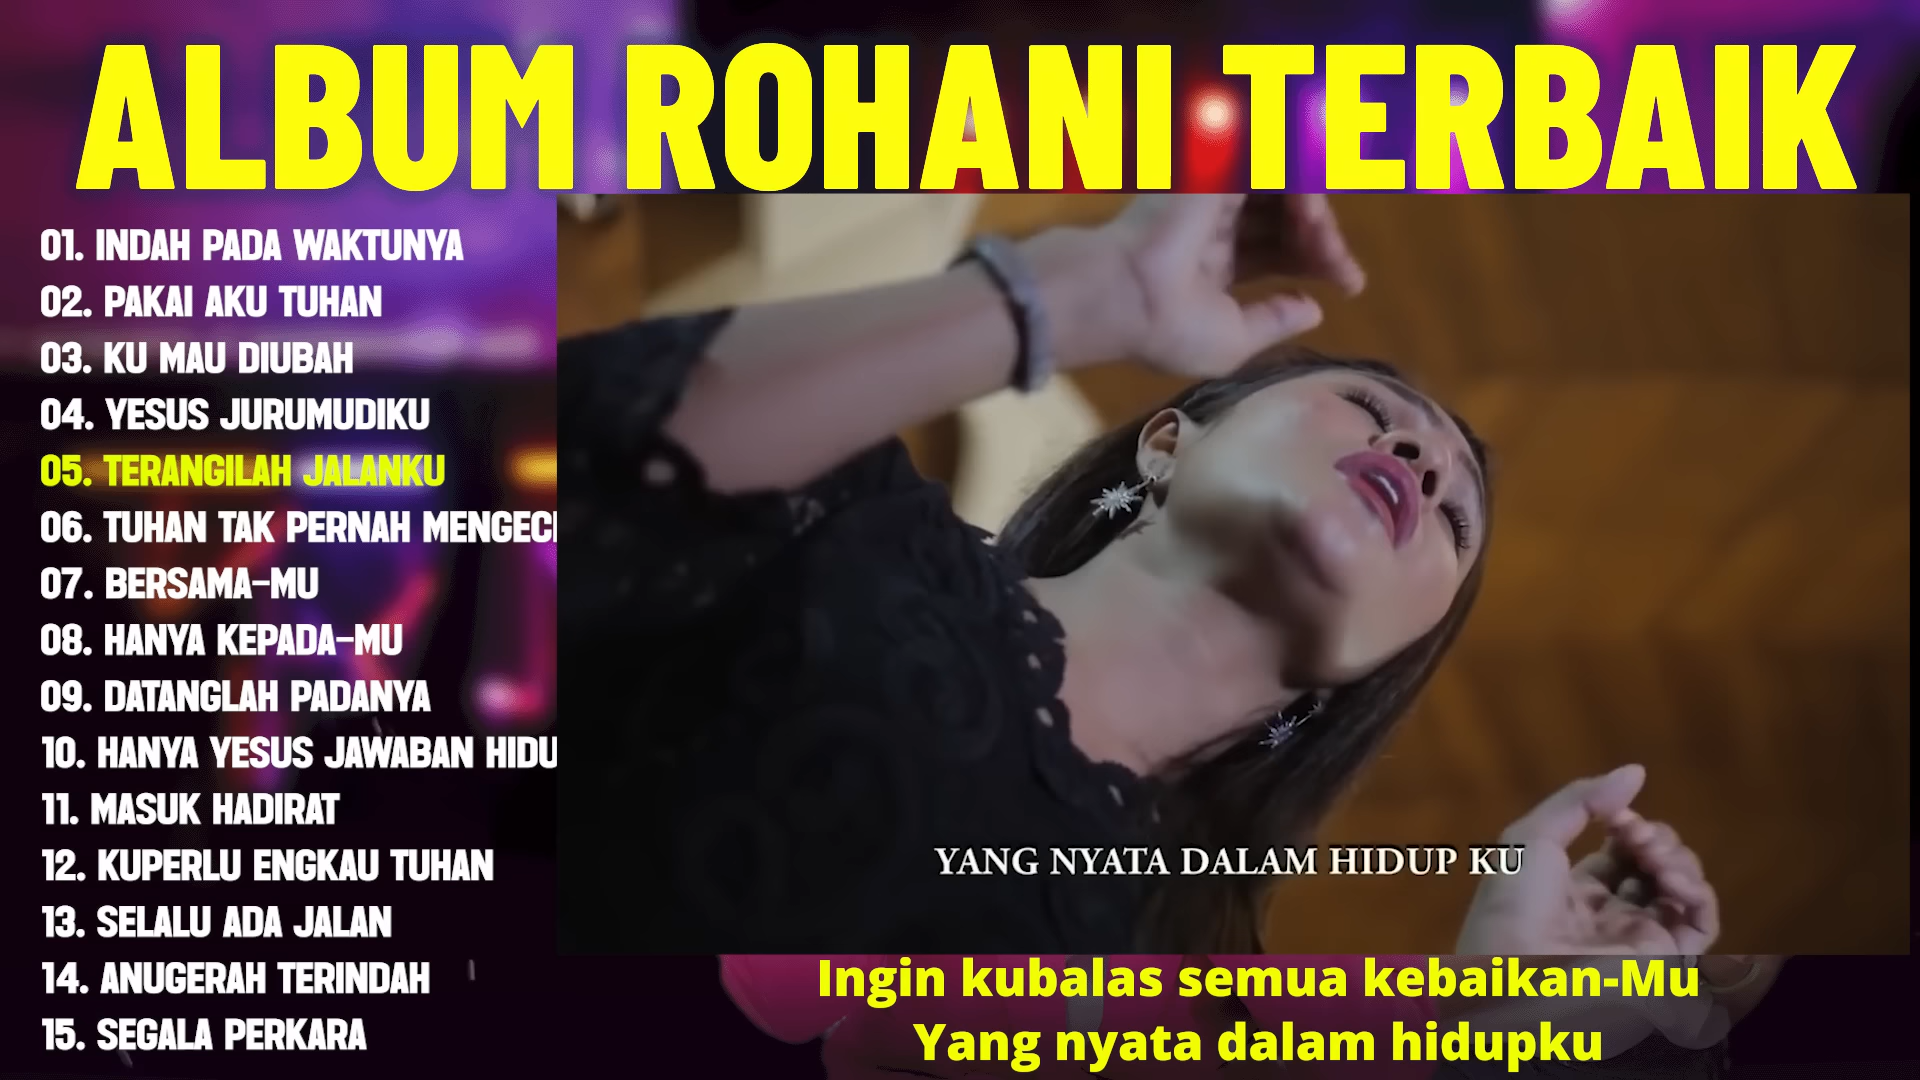 ALBUM ROHANI TERBAIK
01. INDAH PADA WAKTUNYA
02. PAKAI AKU TUHAN
03. KU MAU DIUBAH
04. YESUS JURUMUDIKU
05. TERANGILAH JALANKU
06. TUHAN TAK PERNAH
07. BERSAMA-MU
08. HANYA KEPADA-MU
09. DATANGLAH PADANYA
10. HANYA YESUS JAWABAN HIDU
11. MASUK HADIRAT
12. KUPERLU ENGKAU TUHAN
13. SELALU ADA JALAN
14. ANUGERAH TERINDAH
15. SEGALA PERKARA
YANG NYATA DALAM HIDUP KU
Ingin kubalas semua kebaikan-Mu
Yang nyata dalam hidupku